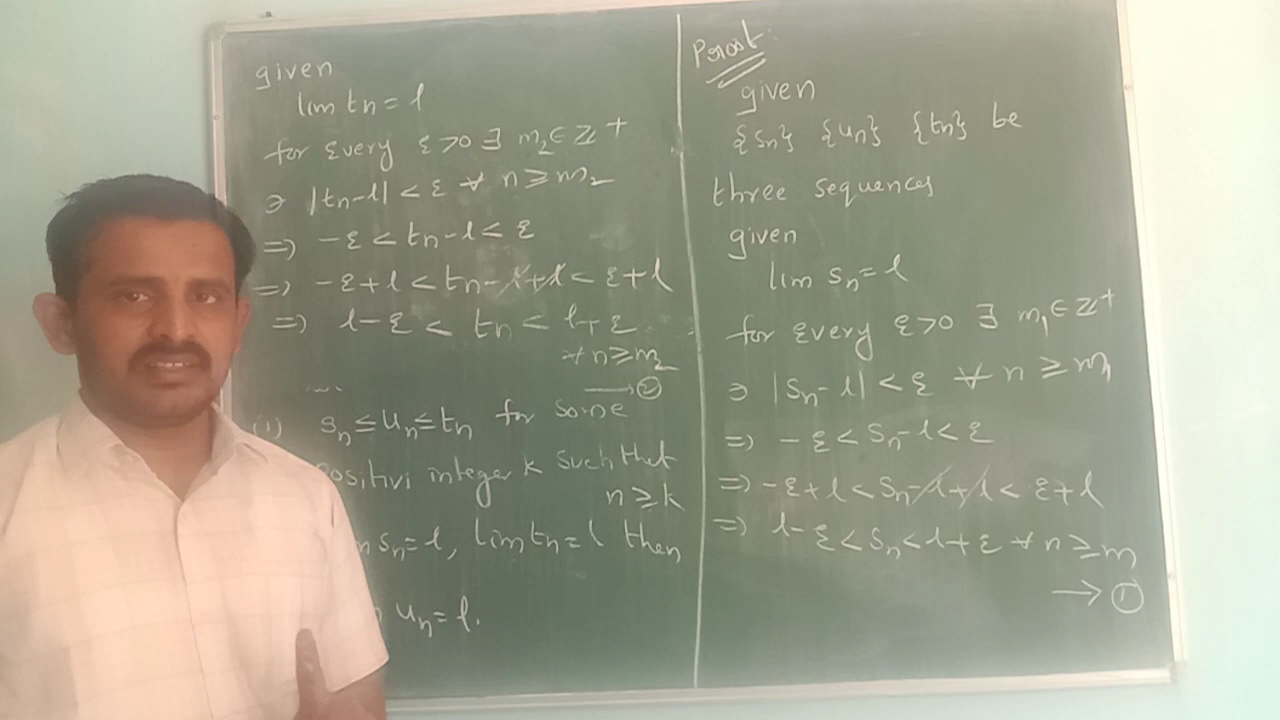 given
lim tn = l
for every ε > 0 ∃ m₂ ∈ Z⁺
∋ |tn-l| < ε ∀ n ≥ m₂
=) -ε < tn-l < ε
=) -ε+l < tn-l+l < ε+l
=) l-ε < tn < l+ε
∀ n ≥ m₂
→ ②
(i) sn ≤ un ≤ tn for some
positivi integer k such that
n ≥ k
sn = l, lim tn = l then
un = l.
Proof:
given
{sn} {un} {tn} be
three sequences
given
lim sn = l
for every ε > 0 ∃ m₁ ∈ Z⁺
∋ |sn-l| < ε ∀ n ≥ m₁
=) -ε < sn-l < ε
=) -ε+l < sn-l+l < ε+l
=) l-ε < sn < l+ε ∀ n ≥ m₁
→ ①